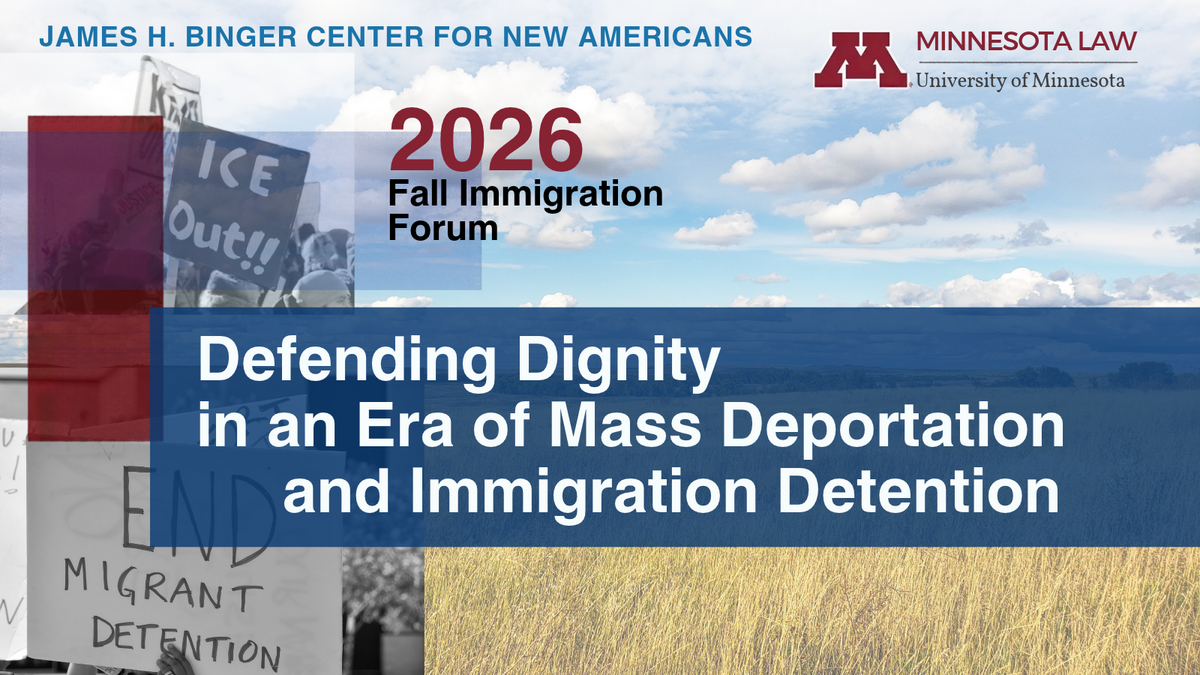 JAMES H. BINGER CENTER FOR NEW AMERICANS
MINNESOTA LAW
University of Minnesota
2026
Fall Immigration
Forum
ICE
Out!!
Defending Dignity
in an Era of Mass Deportation
and Immigration Detention
END
MIGRANT
DETENTION